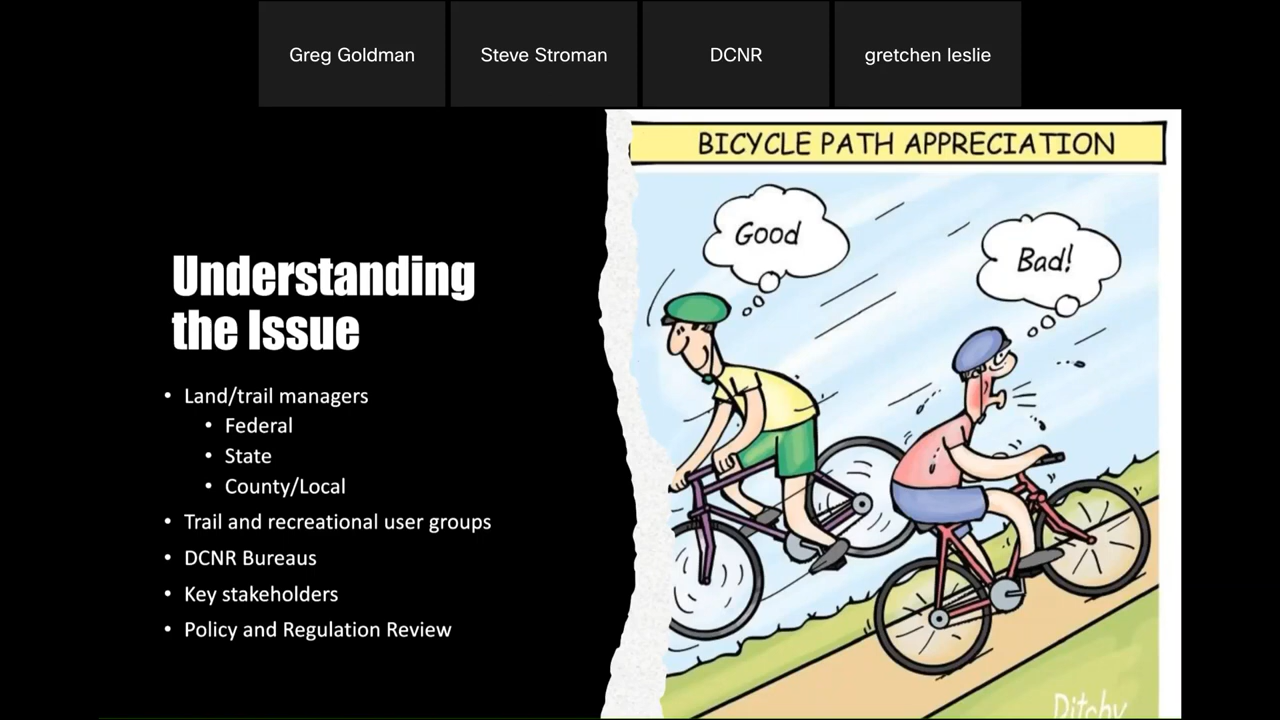 Greg Goldman
Steve Stroman
DCNR
gretchen leslie
Understanding
the Issue
• Land/trail managers
• Federal
• State
• County/Local
• Trail and recreational user groups
• DCNR Bureaus
• Key stakeholders
• Policy and Regulation Review
BICYCLE PATH APPRECIATION
Good
Bad!
Ditchy